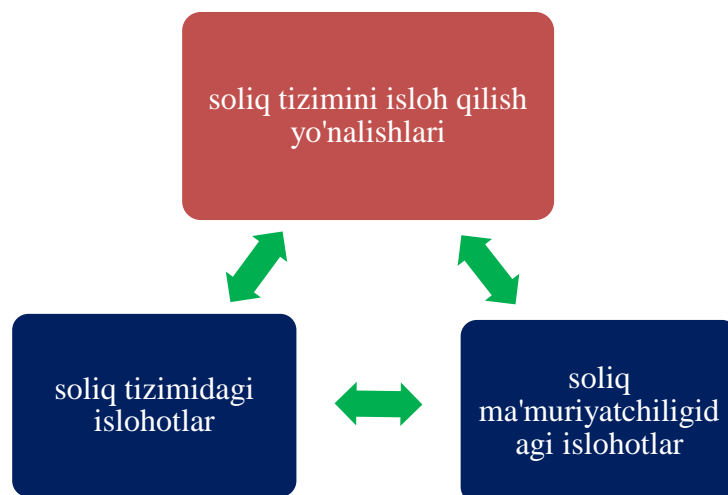 soliq tizimini isloh qilish
yo'nalishlari
soliq tizimidagi
islohotlar
soliq
ma'muriyatchiligid
agi islohotlar